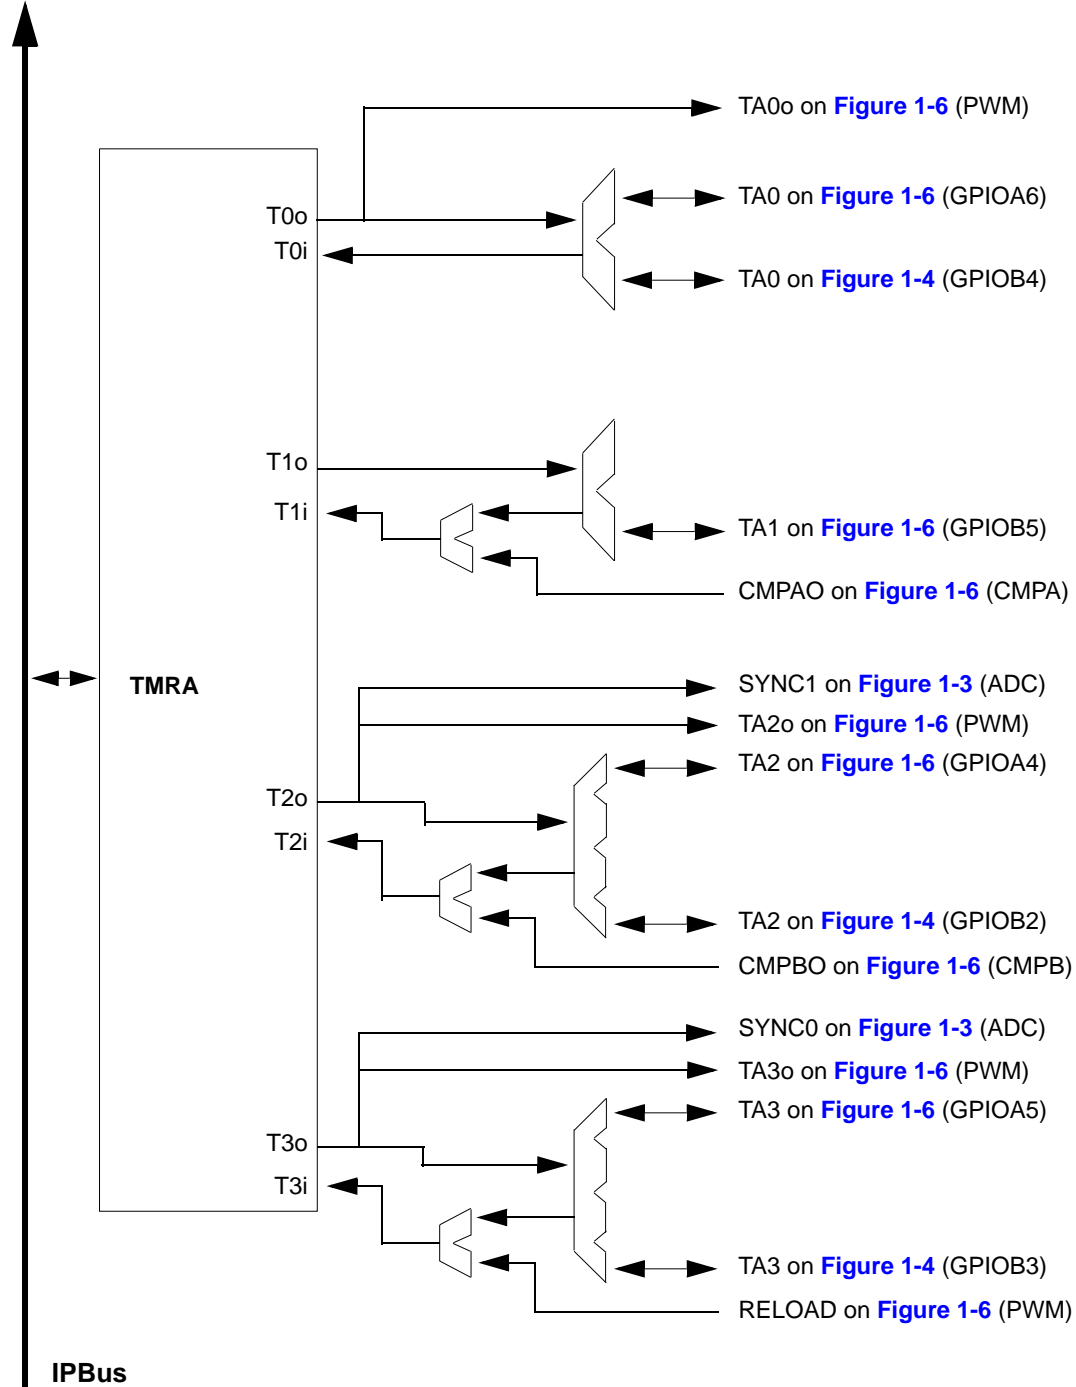 TA0o on Figure 1-6 (PWM)
TA0 on Figure 1-6 (GPIOA6)
T0o
T0i
TA0 on Figure 1-4 (GPIOB4)
T1o
T1i
TA1 on Figure 1-6 (GPIOB5)
CMPAO on Figure 1-6 (CMPA)
TMRA
SYNC1 on Figure 1-3 (ADC)
TA2o on Figure 1-6 (PWM)
TA2 on Figure 1-6 (GPIOA4)
T2o
T2i
TA2 on Figure 1-4 (GPIOB2)
CMPBO on Figure 1-6 (CMPB)
SYNC0 on Figure 1-3 (ADC)
TA3o on Figure 1-6 (PWM)
TA3 on Figure 1-6 (GPIOA5)
T3o
T3i
TA3 on Figure 1-4 (GPIOB3)
RELOAD on Figure 1-6 (PWM)
IPBus